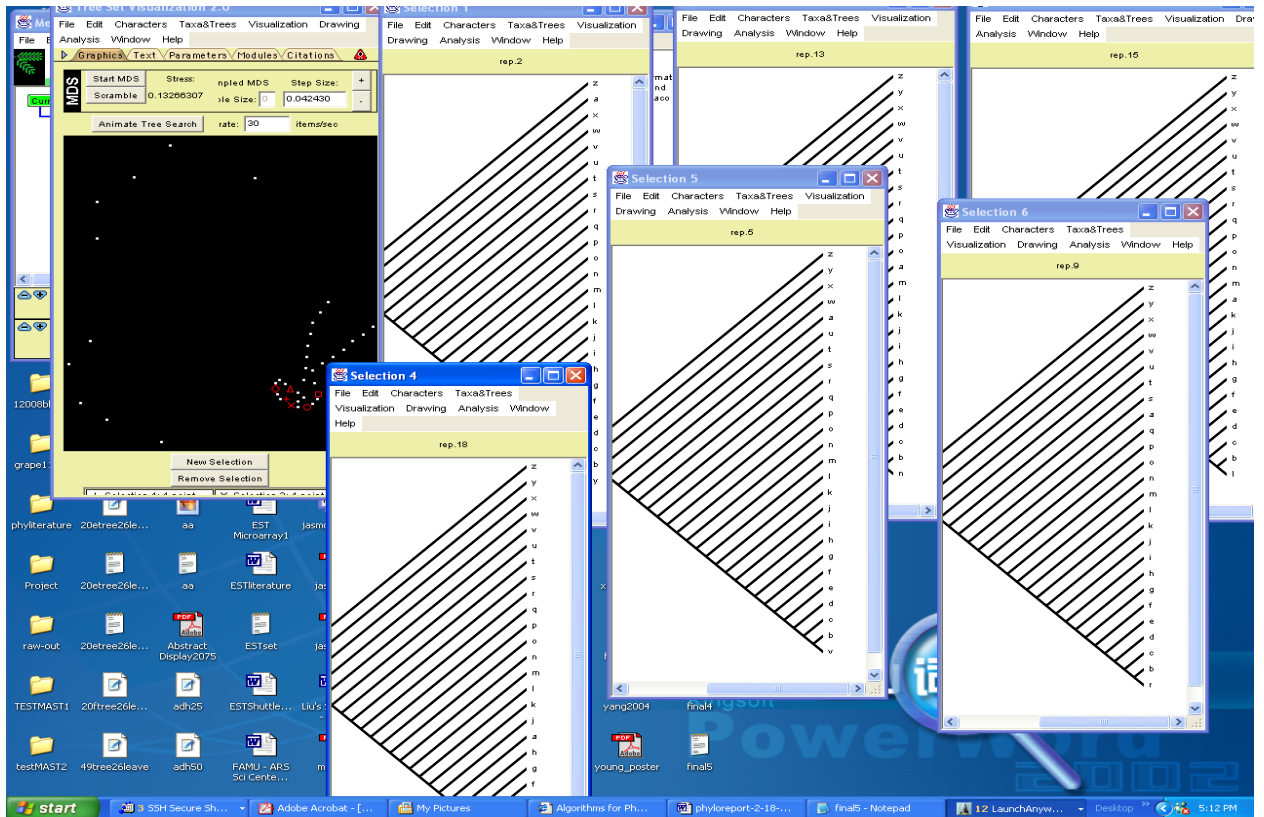 Tree Set Visualization 2.0
File Edit Characters Taxa&Trees Visualization Drawing
Analysis Window Help
Graphics Text Parameters Modules Citations
MDS
Start MDS
Scramble
Stress:
0.13266307
Step Size:
0.042430
+
-
Animate Tree Search rate: 30 items/sec
New Selection
Remove Selection
Selection 1
File Edit Characters Taxa&Trees Visualization
Drawing Analysis Window Help
rep.2
z
a
x
w
v
u
t
s
r
q
p
o
n
m
l
k
j
i
h
g
f
e
d
c
b
y
File Edit Characters Taxa&Trees Visualization
Drawing Analysis Window Help
rep.13
z
y
x
w
v
u
t
s
r
q
p
o
a
m
l
k
j
i
h
g
f
e
d
c
b
n
File Edit Characters Taxa&Trees Visualization
Analysis Window Help
rep.15
z
y
x
w
v
u
t
s
r
q
p
o
n
m
a
k
j
i
h
g
f
e
d
c
b
l
Selection 5
File Edit Characters Taxa&Trees Visualization
Drawing Analysis Window Help
rep.5
z
y
x
w
a
u
t
s
r
q
p
o
n
m
l
k
j
i
h
g
f
e
d
c
b
v
Selection 6
File Edit Characters Taxa&Trees
Visualization Drawing Analysis Window Help
rep.9
z
y
x
w
v
u
t
s
a
q
p
o
n
m
l
k
j
i
h
g
f
e
d
c
b
r
Selection 4
File Edit Characters Taxa&Trees
Visualization Drawing Analysis Window
Help
rep.18
z
y
x
w
v
u
t
s
r
q
p
o
n
m
l
k
j
a
h
g
f
phyliterature 20etree26le... aa EST Microarray1
Project 20etree26le... aa ESTliterature
raw-out 20etree26le... Abstract Display2075 ESTset
TESTMAST1 20ftree26le... adh25 ESTShuttle... Liu's
testMAST2 49tree26leave adh50 FAMU - ARS Sci Cente...
yang2004 final4
young_poster final5
2002
start 3 SSH Secure Sh... Adobe Acrobat - [... My Pictures Algorithms for Ph... phyloreport-2-18-... final5 - Notepad 12 LaunchAnyw... Desktop 5:12 PM